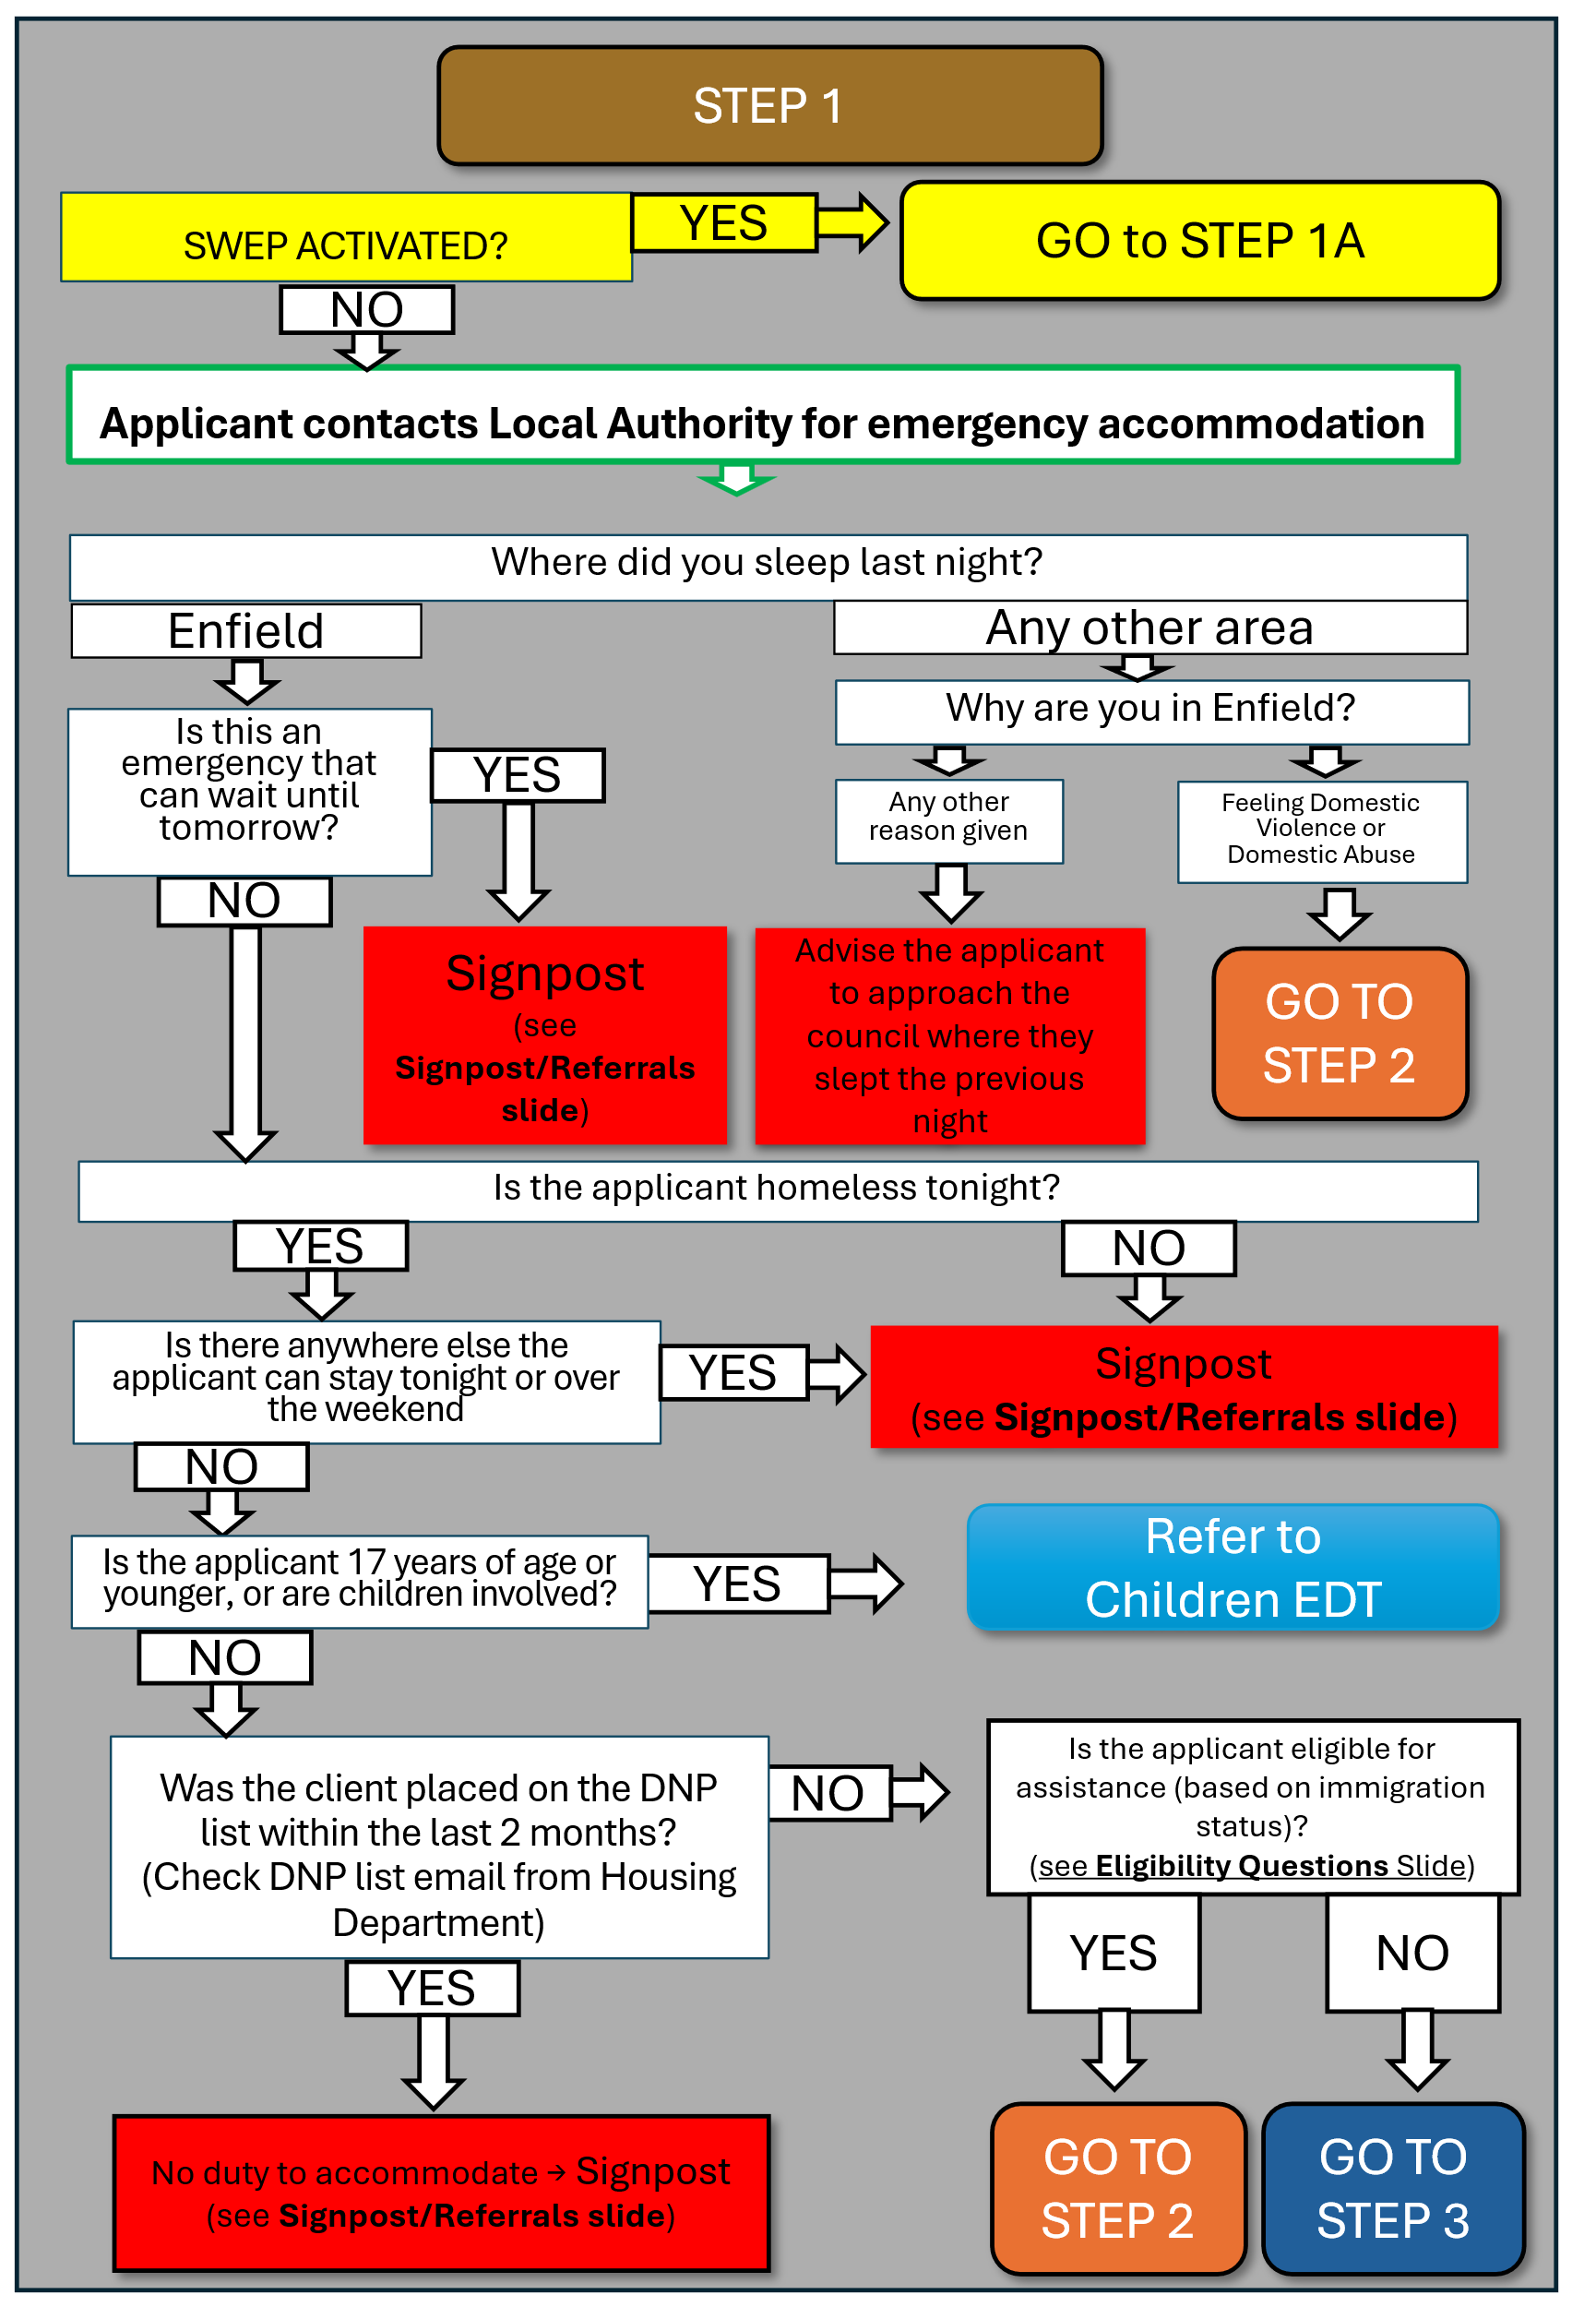 STEP 1
SWEP ACTIVATED?
YES
GO to STEP 1A
NO
Applicant contacts Local Authority for emergency accommodation
Where did you sleep last night?
Enfield
Any other area
Why are you in Enfield?
Is this an
emergency that
can wait until
tomorrow?
YES
Any other
reason given
Feeling Domestic
Violence or
Domestic Abuse
NO
Signpost
(see
Signpost/Referrals
slide)
Advise the applicant
to approach the
council where they
slept the previous
night
GO TO
STEP 2
Is the applicant homeless tonight?
YES
NO
Is there anywhere else the
applicant can stay tonight or over
the weekend
YES
Signpost
(see Signpost/Referrals slide)
NO
Is the applicant 17 years of age or
younger, or are children involved?
YES
Refer to
Children EDT
NO
Was the client placed on the DNP
list within the last 2 months?
(Check DNP list email from Housing
Department)
NO
Is the applicant eligible for
assistance (based on immigration
status)?
(see Eligibility Questions Slide)
YES
NO
YES
No duty to accommodate → Signpost
(see Signpost/Referrals slide)
GO TO
STEP 2
GO TO
STEP 3